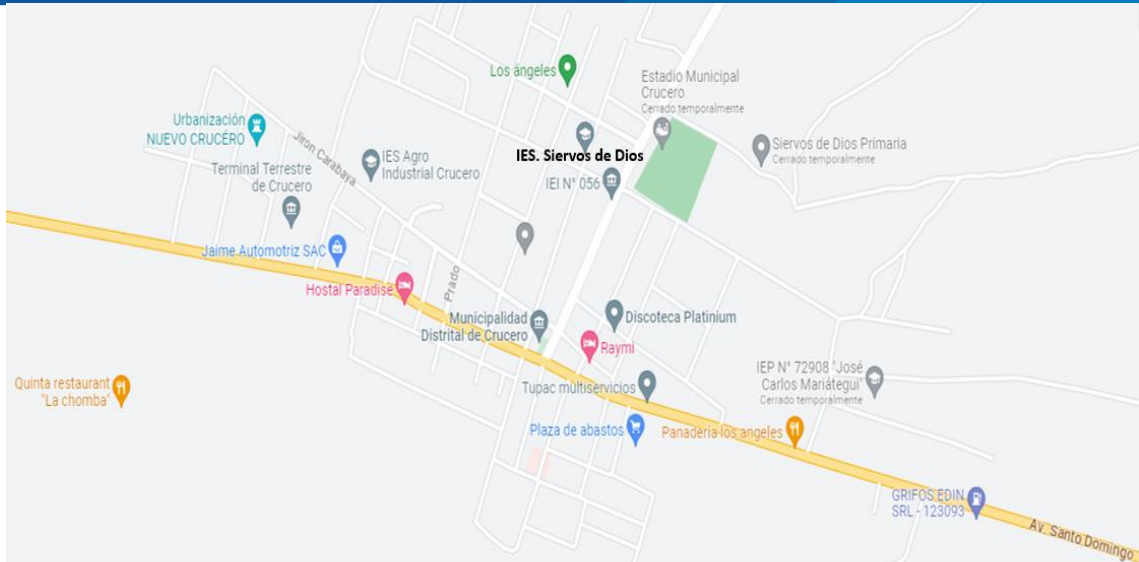 Los ángeles
Estadio Municipal
Crucero
Cerrado temporalmente
Urbanización
NUEVO CRUCERO
Jiron Carabaya
Siervos de Dios Primaria
Cerrado temporalmente
IES. Siervos de Dios
IES Agro
Industrial Crucero
Terminal Terrestre
de Crucero
IEI N° 056
Jaime Automotriz SAC
Prado
Hostal Paradise
Municipalidad
Distrital de Crucero
Discoteca Platinium
Raymi
IEP N° 72908 "José
Carlos Mariátegui"
Cerrado temporalmente
Quinta restaurant
"La chomba"
Tupac multiservicios
Plaza de abastos
Panadería los angeles
GRIFOS EDIN
SRL - 123093
Av. Santo Domingo